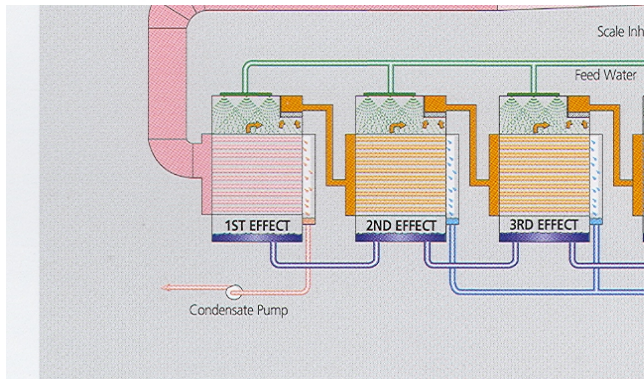 Scale Inh
Feed Water
1ST EFFECT
2ND EFFECT
3RD EFFECT
Condensate Pump